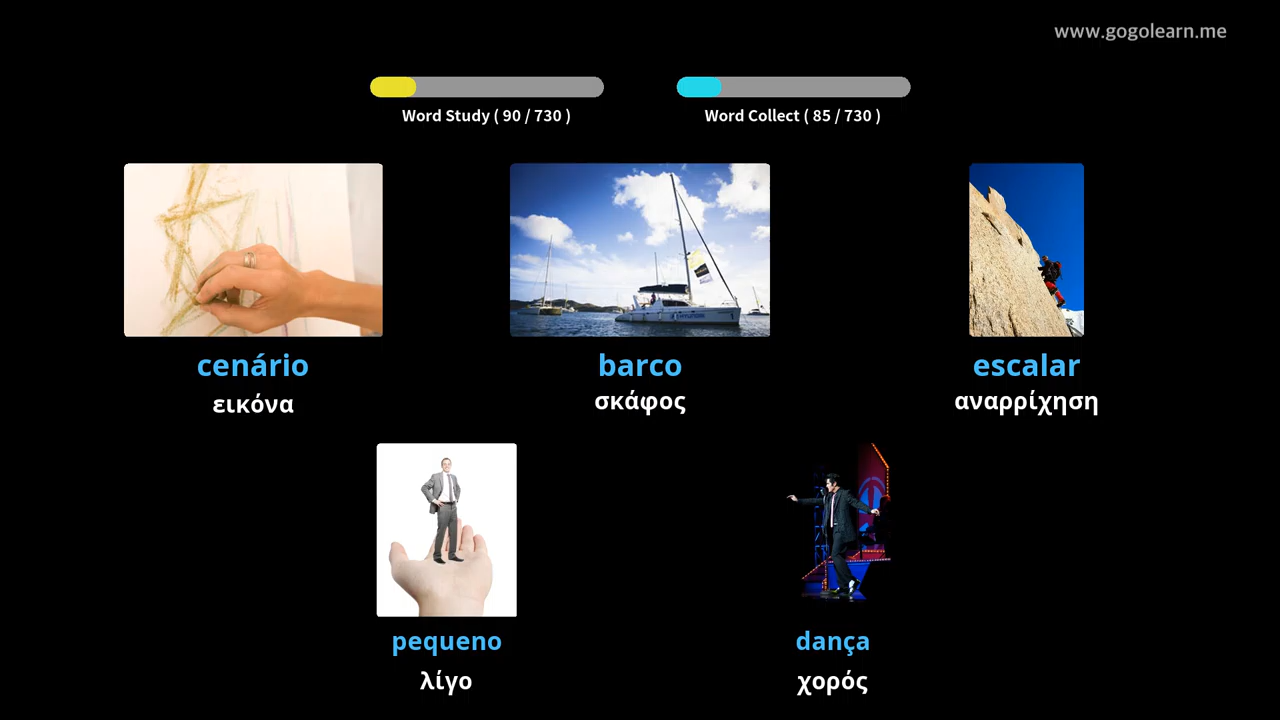 www.gogolearn.me
Word Study ( 90 / 730 )
Word Collect ( 85 / 730 )
cenário
barco
escalar
εικόνα
σκάφος
αναρρίχηση
pequeno
dança
λίγο
χορός